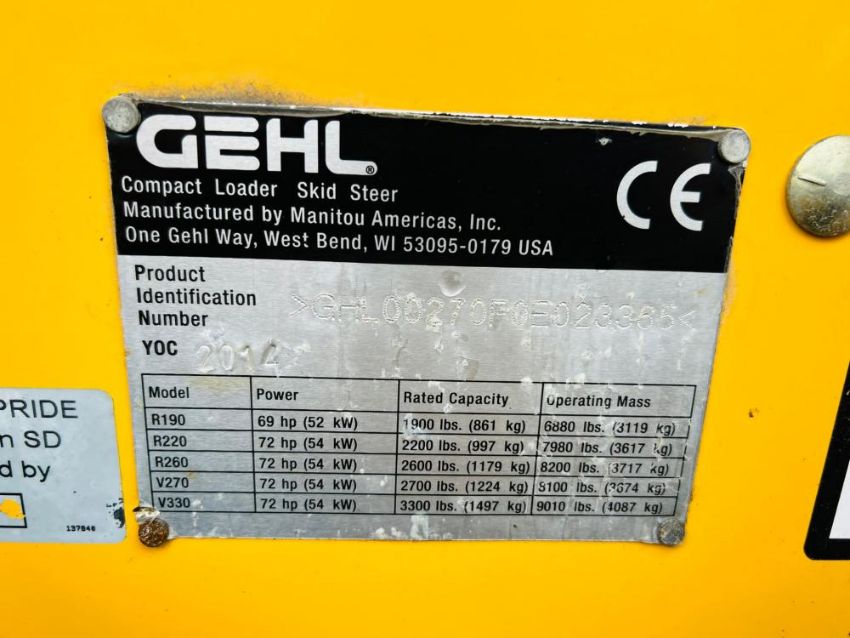 GEHL®
Compact Loader Skid Steer
Manufactured by Manitou Americas, Inc.
One Gehl Way, West Bend, WI 53095-0179 USA
CE
Product
Identification
Number >GHL00270P0E023365<
YOC 2014
Model Power Rated Capacity Operating Mass
R190 69 hp (52 kW) 1900 lbs. (861 kg) 6880 lbs. (3119 kg)
R220 72 hp (54 kW) 2200 lbs. (997 kg) 7980 lbs. (3617 kg)
R260 72 hp (54 kW) 2600 lbs. (1179 kg) 8200 lbs. (3717 kg)
V270 72 hp (54 kW) 2700 lbs. (1224 kg) 8100 lbs. (3674 kg)
V330 72 hp (54 kW) 3300 lbs. (1497 kg) 9010 lbs. (4087 kg)
PRIDE
n SD
d by
137846